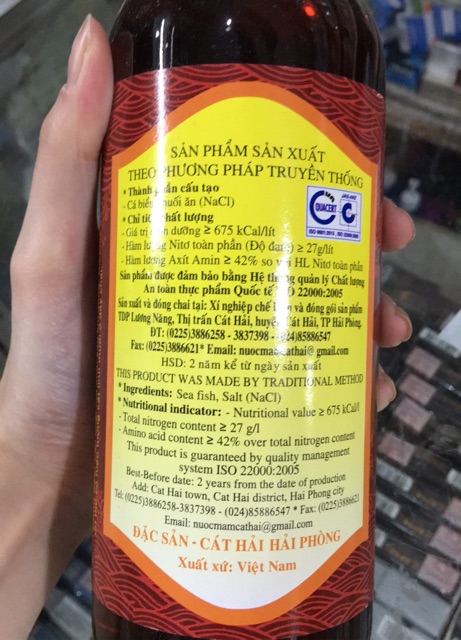 SẢN PHẨM SẢN XUẤT
THEO PHƯƠNG PHÁP TRUYỀN THỐNG
* Thành phần cấu tạo
- Cá biển, muối ăn (NaCl)
* Chỉ tiêu chất lượng
- Giá trị dinh dưỡng ≥ 675 kCal/lít
- Hàm lượng Nitơ toàn phần (Độ đạm) ≥ 27g/lít
- Hàm lượng Axít Amin ≥ 42% so với HL Nitơ toàn phần
QUACERT
JAS-ANZ
ISO 9001:2015 , ISO 22000:2005
Sản phẩm được đảm bảo bằng Hệ thống quản lý Chất lượng
An toàn thực phẩm Quốc tế ISO 22000:2005
Sản xuất và đóng chai tại: Xí nghiệp chế biến và đóng gói sản phẩm
TDP Lương Năng, Thị trấn Cát Hải, huyện Cát Hải, TP Hải Phòng.
ĐT: (0225)3886258 - 3837398 - (024)85886547
Fax: (0225)3886621* Email: nuocmamcathai@ gmail.com
HSD: 2 năm kể từ ngày sản xuất
THIS PRODUCT WAS MADE BY TRADITIONAL METHOD
* Ingredients: Sea fish, Salt (NaCl)
* Nutritional indicator: - Nutritional value ≥ 675 kCal/l
- Total nitrogen content ≥ 27 g/l
- Amino acid content ≥ 42% over total nitrogen content
This product is guaranteed by quality management
system ISO 22000:2005
Best-Before date: 2 years from the date of production
Add: Cat Hai town, Cat Hai district, Hai Phong city
Tel: (0225)3886258-3837398 - (024)85886547 * Fax: (0225)3886621
Email: nuocmamcathai@gmail.com
ĐẶC SẢN - CÁT HẢI HẢI PHÒNG
Xuất xứ: Việt Nam